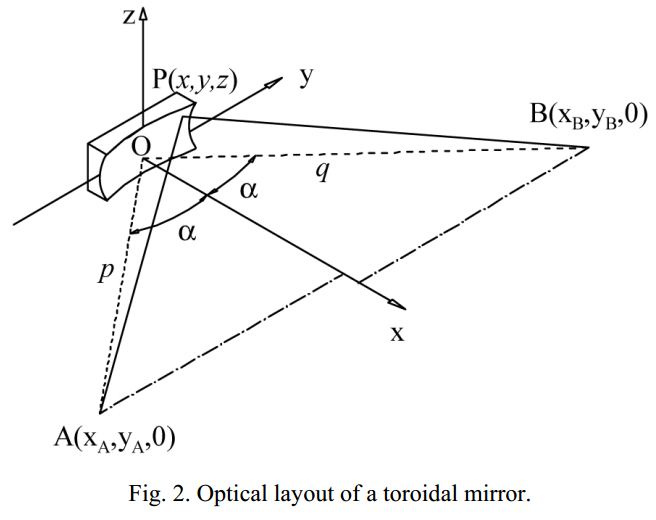 z
P(x,y,z)
y
B(x_B,y_B,0)
O
q
α
α
p
x
A(x_A,y_A,0)
Fig. 2. Optical layout of a toroidal mirror.